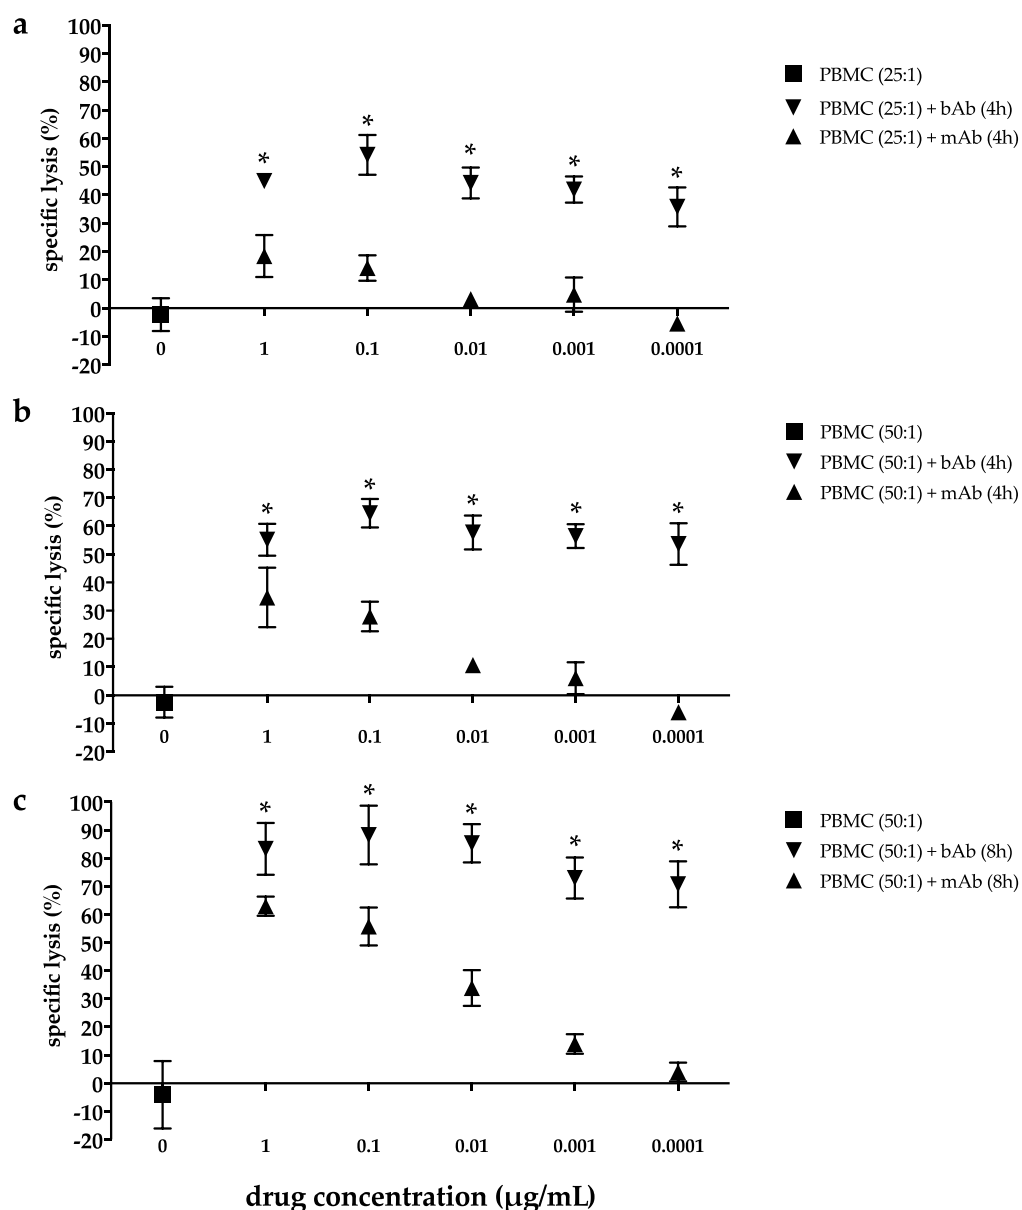 a
100
90
80
70
60
50
40
30
20
10
0
-10
-20
specific lysis (%)
* * * * *
0 1 0.1 0.01 0.001 0.0001
PBMC (25:1)
PBMC (25:1) + bAb (4h)
PBMC (25:1) + mAb (4h)
b
100
90
80
70
60
50
40
30
20
10
0
-10
-20
specific lysis (%)
* * * * *
0 1 0.1 0.01 0.001 0.0001
PBMC (50:1)
PBMC (50:1) + bAb (4h)
PBMC (50:1) + mAb (4h)
c
100
90
80
70
60
50
40
30
20
10
0
-10
-20
specific lysis (%)
* * * * *
0 1 0.1 0.01 0.001 0.0001
PBMC (50:1)
PBMC (50:1) + bAb (8h)
PBMC (50:1) + mAb (8h)
drug concentration (μg/mL)